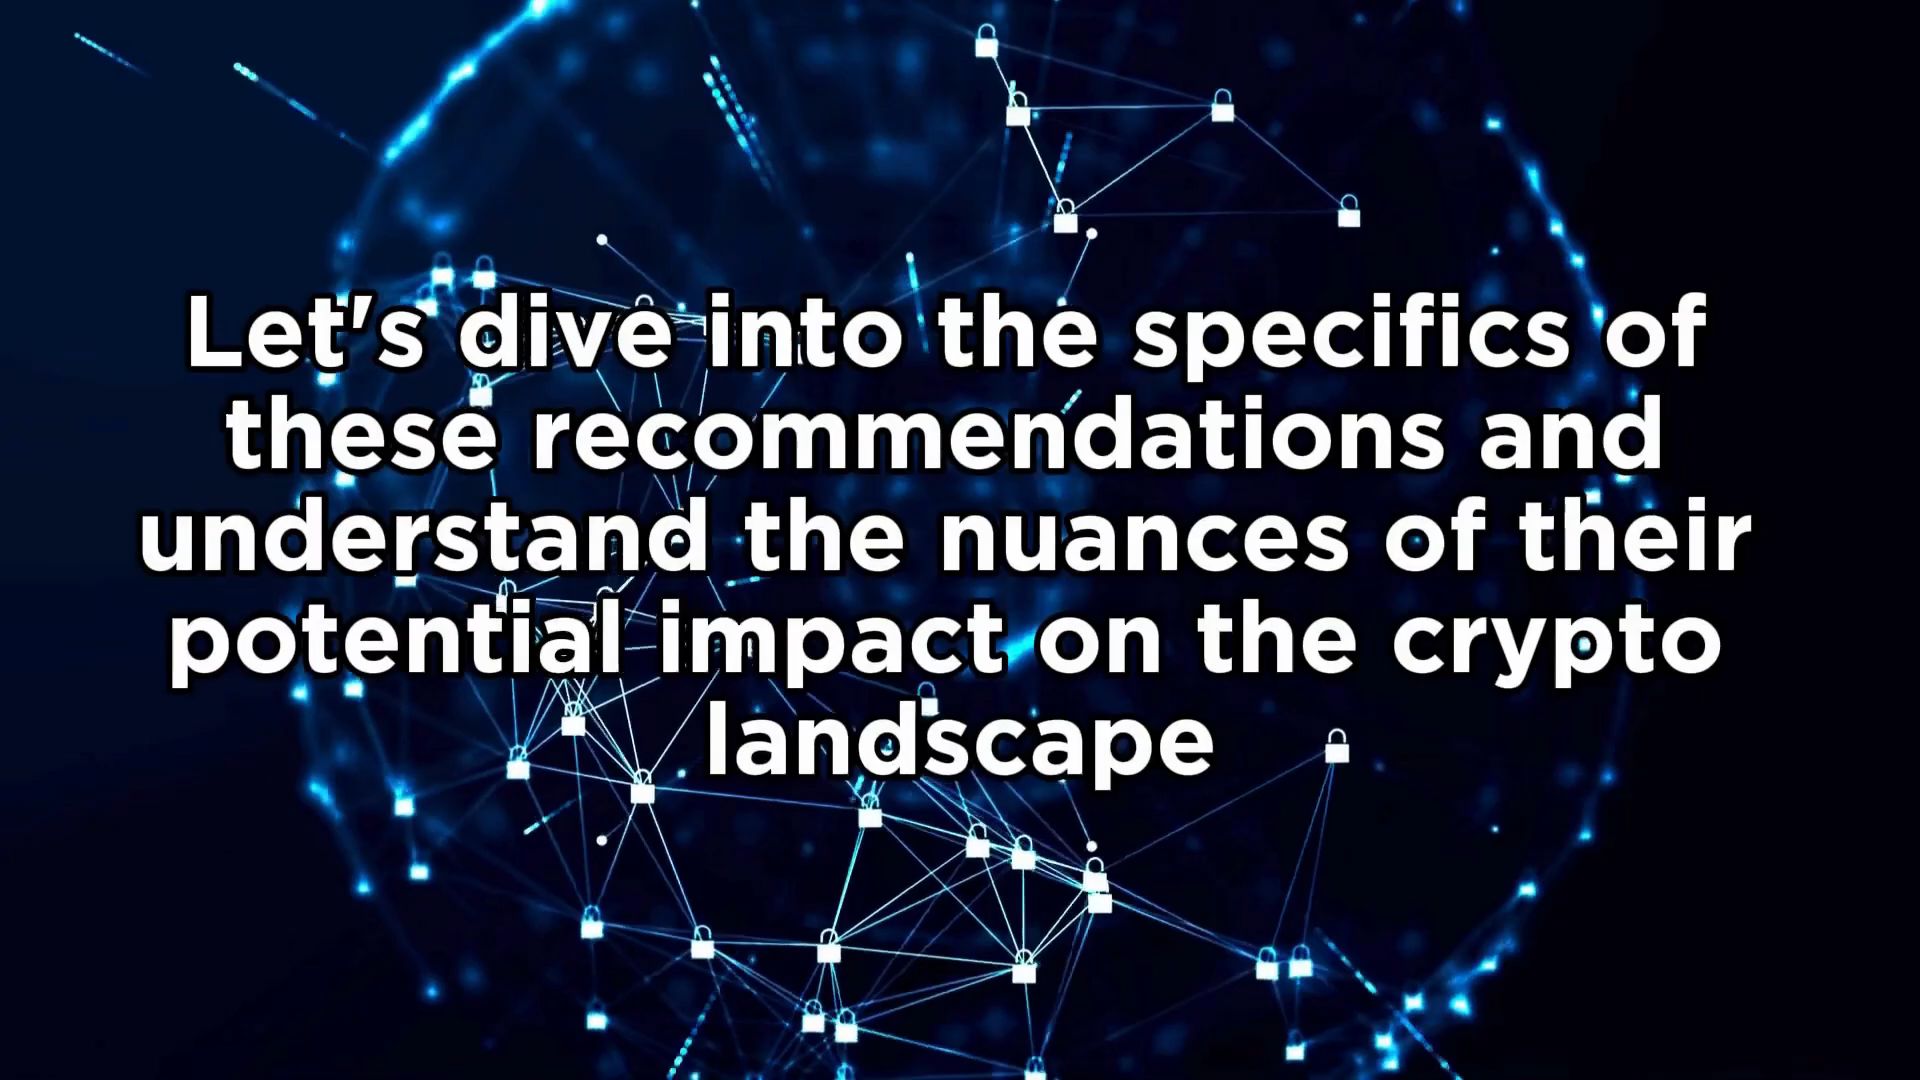 Let's dive into the specifics of
these recommendations and
understand the nuances of their
potential impact on the crypto
landscape